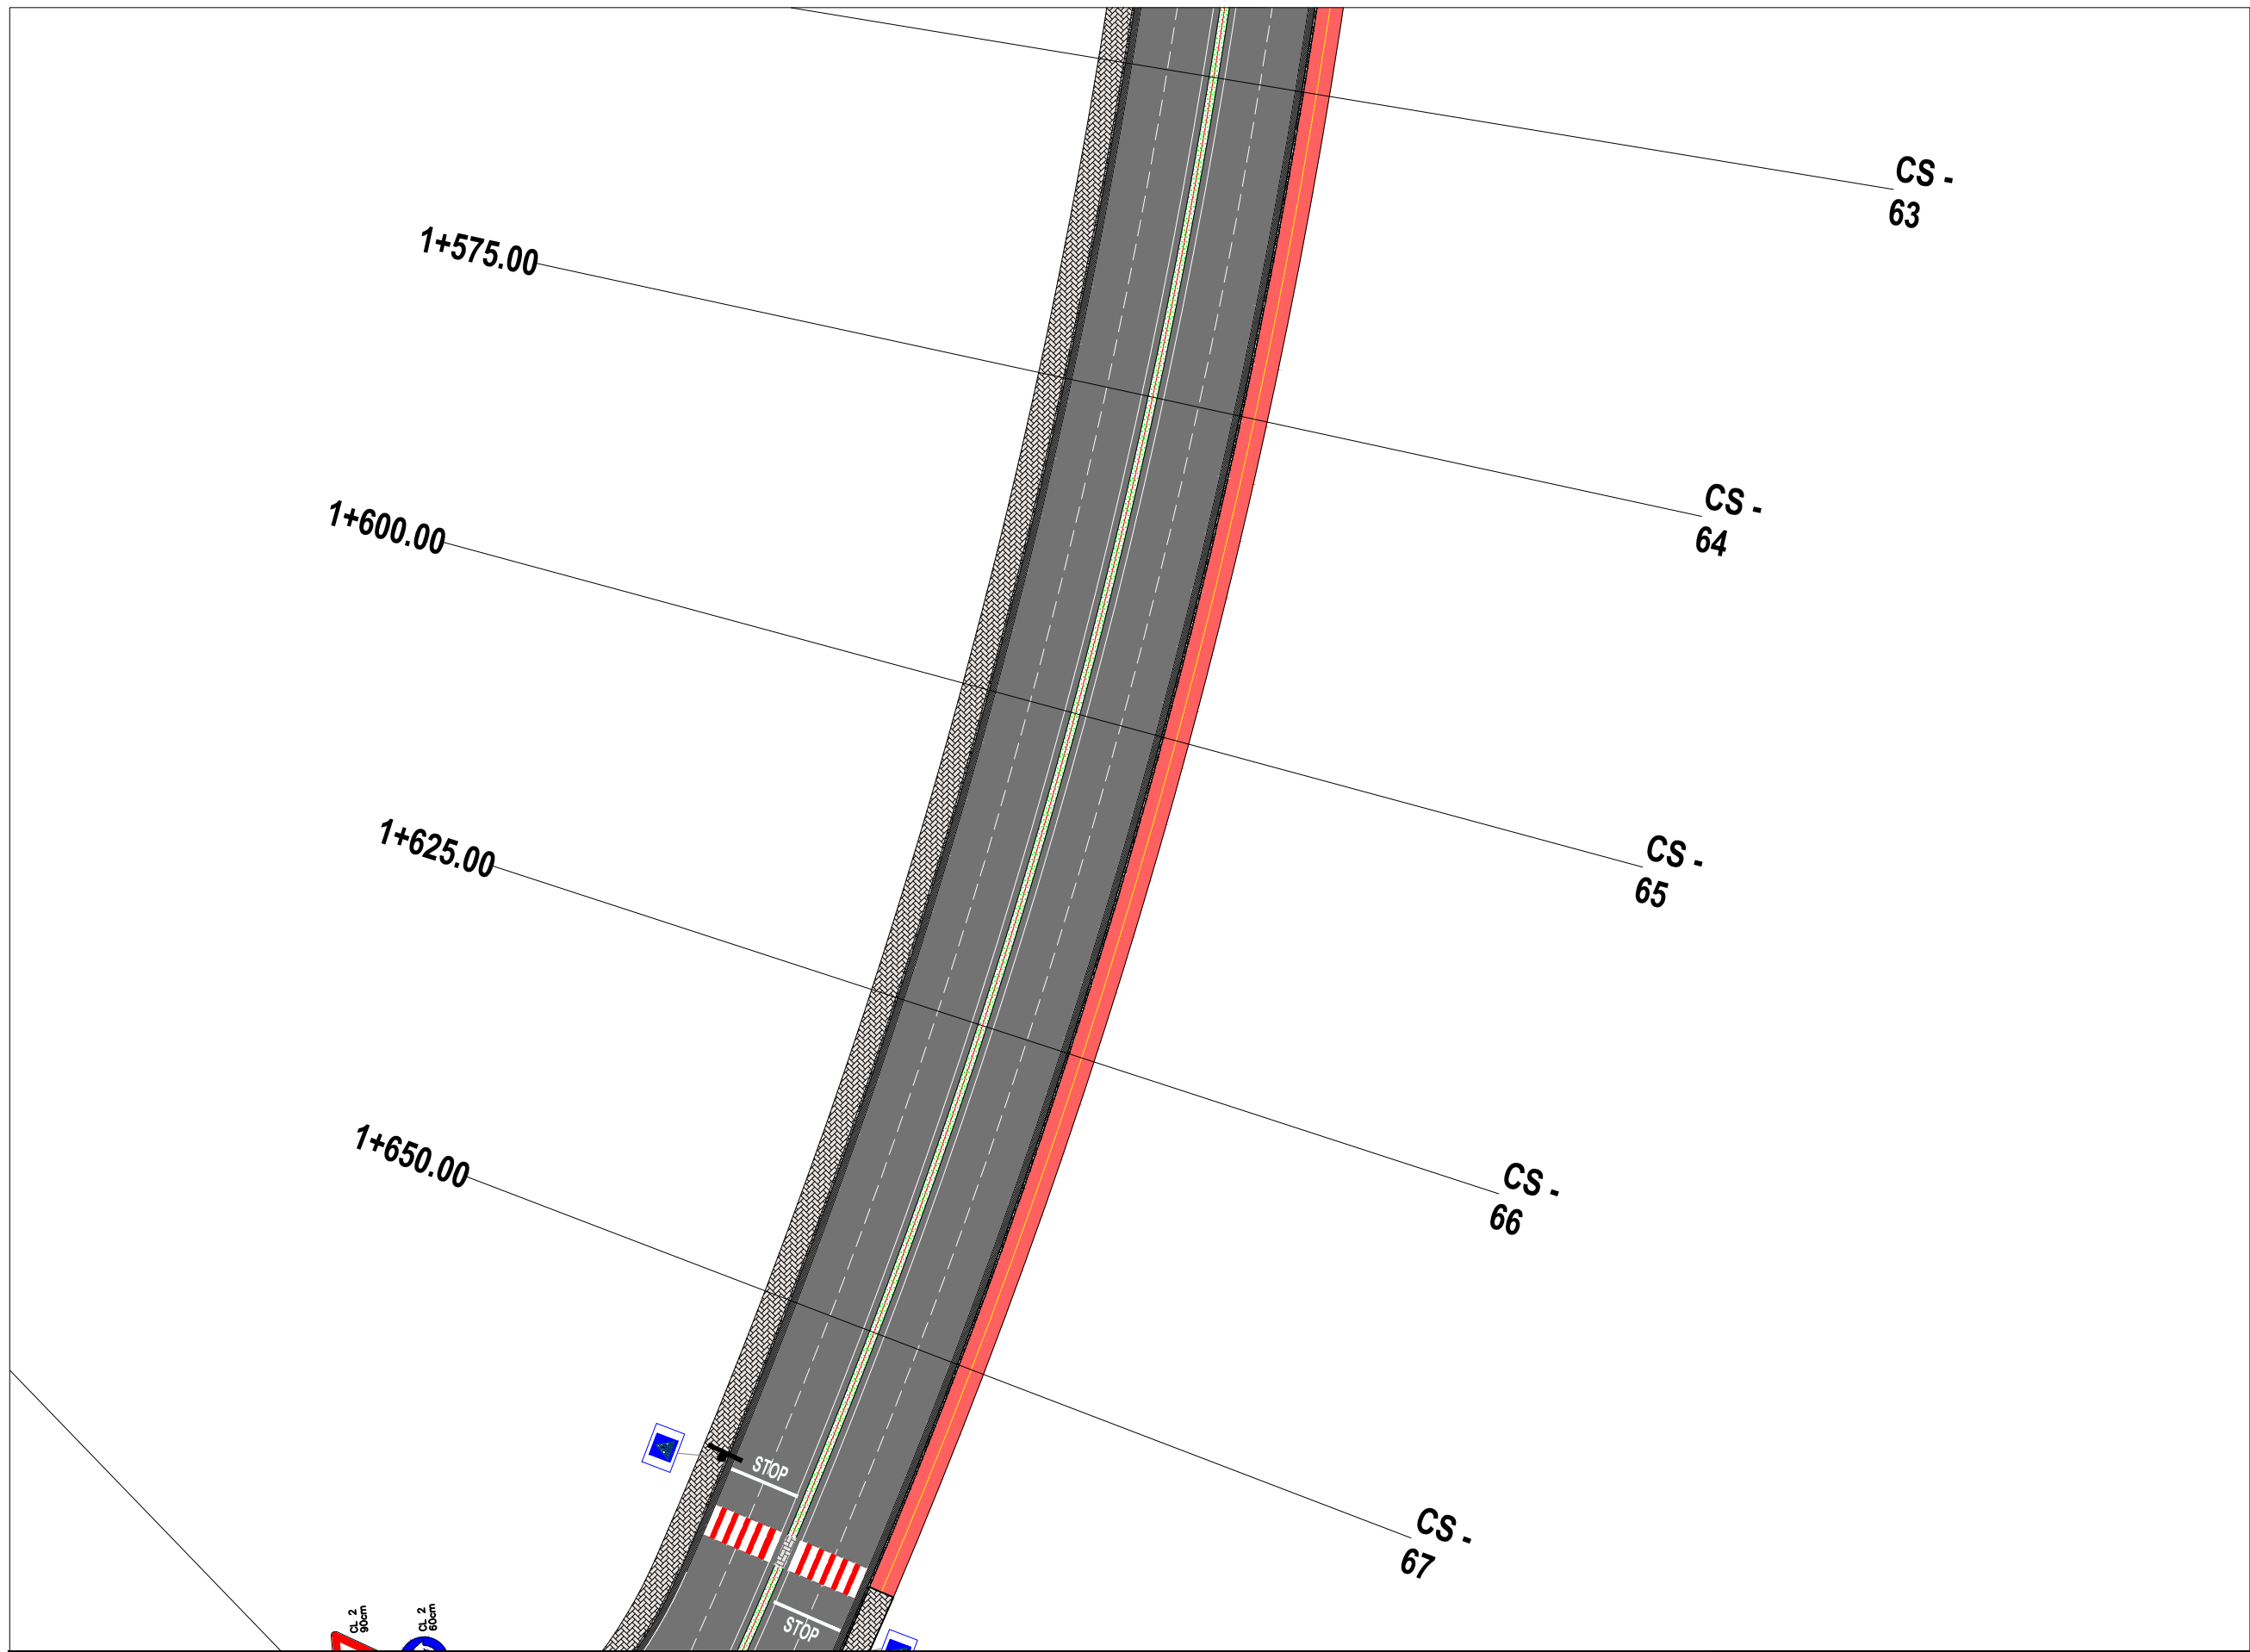 CS -
63
1+575.00
CS -
64
1+600.00
CS -
65
1+625.00
CS -
66
1+650.00
CS -
67
STOP
STOP
CL 2
90cm
CL 2
60cm